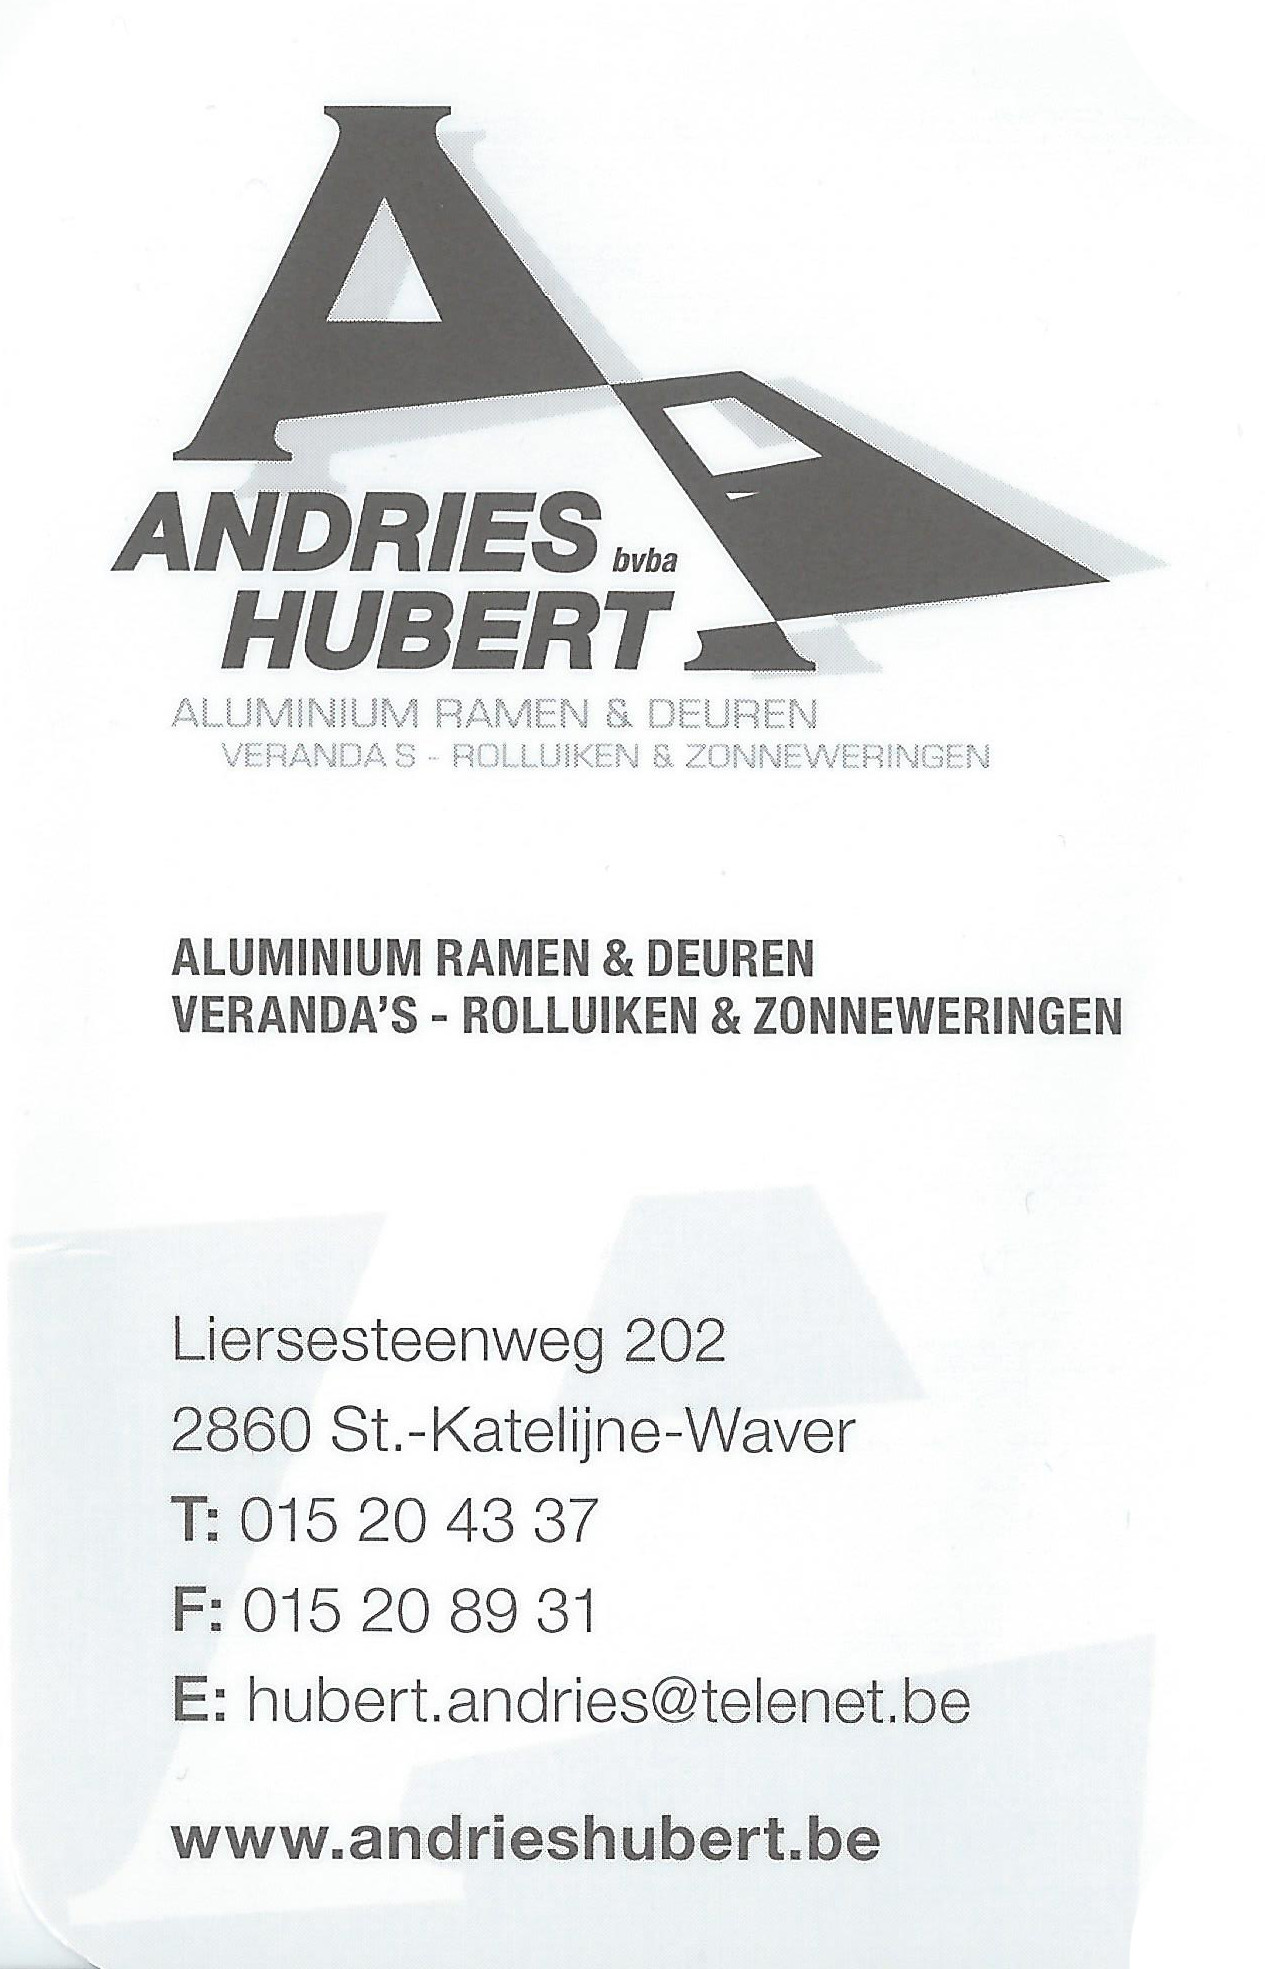 A
ANDRIES bvba
HUBERT
ALUMINIUM RAMEN & DEUREN
VERANDA'S - ROLLUIKEN & ZONNEWERINGEN
ALUMINIUM RAMEN & DEUREN
VERANDA'S - ROLLUIKEN & ZONNEWERINGEN
Liersesteenweg 202
2860 St.-Katelijne-Waver
T: 015 20 43 37
F: 015 20 89 31
E: hubert.andries@telenet.be
www.andrieshubert.be